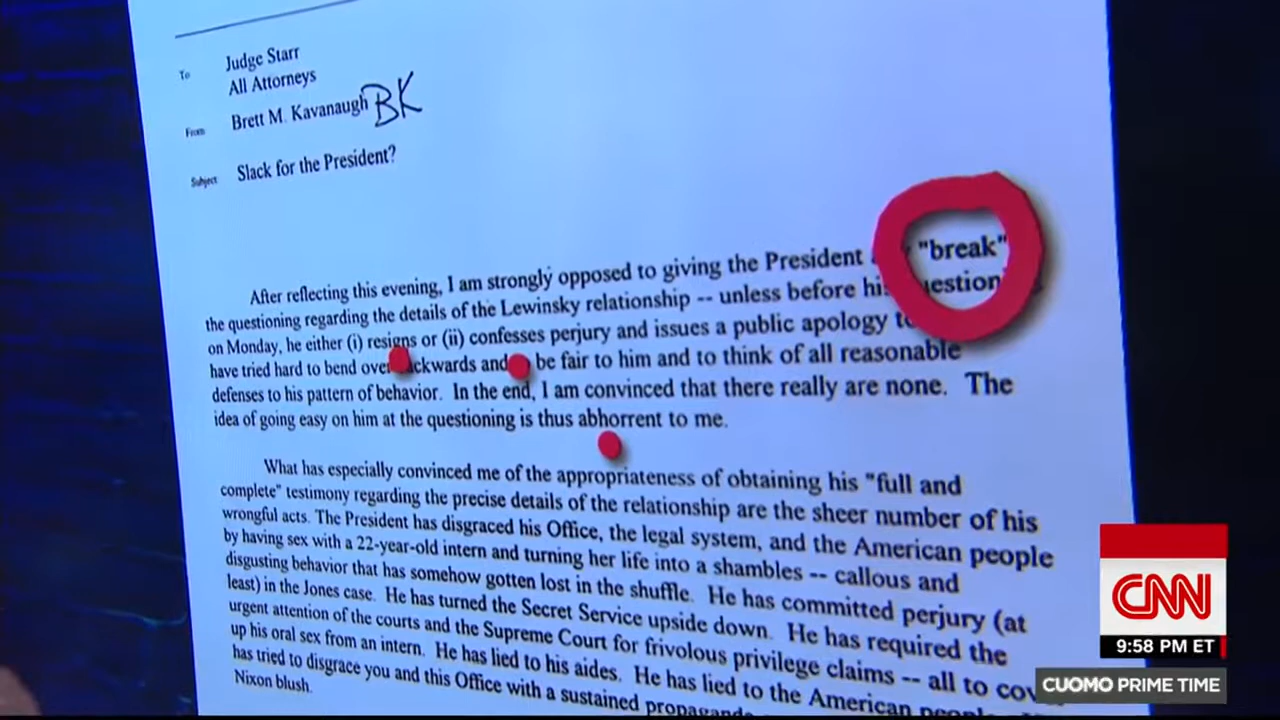 To Judge Starr
All Attorneys
From Brett M. Kavanaugh BK
Subject Slack for the President?
After reflecting this evening, I am strongly opposed to giving the President "break"
the questioning regarding the details of the Lewinsky relationship -- unless before
on Monday, he either (i) resigns or (ii) confesses perjury and issues a public apology
have tried hard to bend and be fair to him and to think of all reasonable
defenses to his pattern of behavior. In the end, I am convinced that there really are none. The
idea of going easy on him at the questioning is thus abhorrent to me.
What has especially convinced me of the appropriateness of obtaining his "full and
complete" testimony regarding the precise details of the relationship are the sheer number of his
wrongful acts. The President has disgraced his Office, the legal system, and the American people
by having sex with a 22-year-old intern and turning her life into a shambles -- callous and
disgusting behavior that has somehow gotten lost in the shuffle. He has committed perjury (at
least) in the Jones case. He has turned the Secret Service upside down. He has required the
urgent attention of the courts and the Supreme Court for frivolous privilege claims -- all to
up his oral sex from an intern. He has lied to his aides. He has lied to the American
has tried to disgrace you and this Office with a sustained
Nixon blush.
CNN
9:58 PM ET
CUOMO PRIME TIME